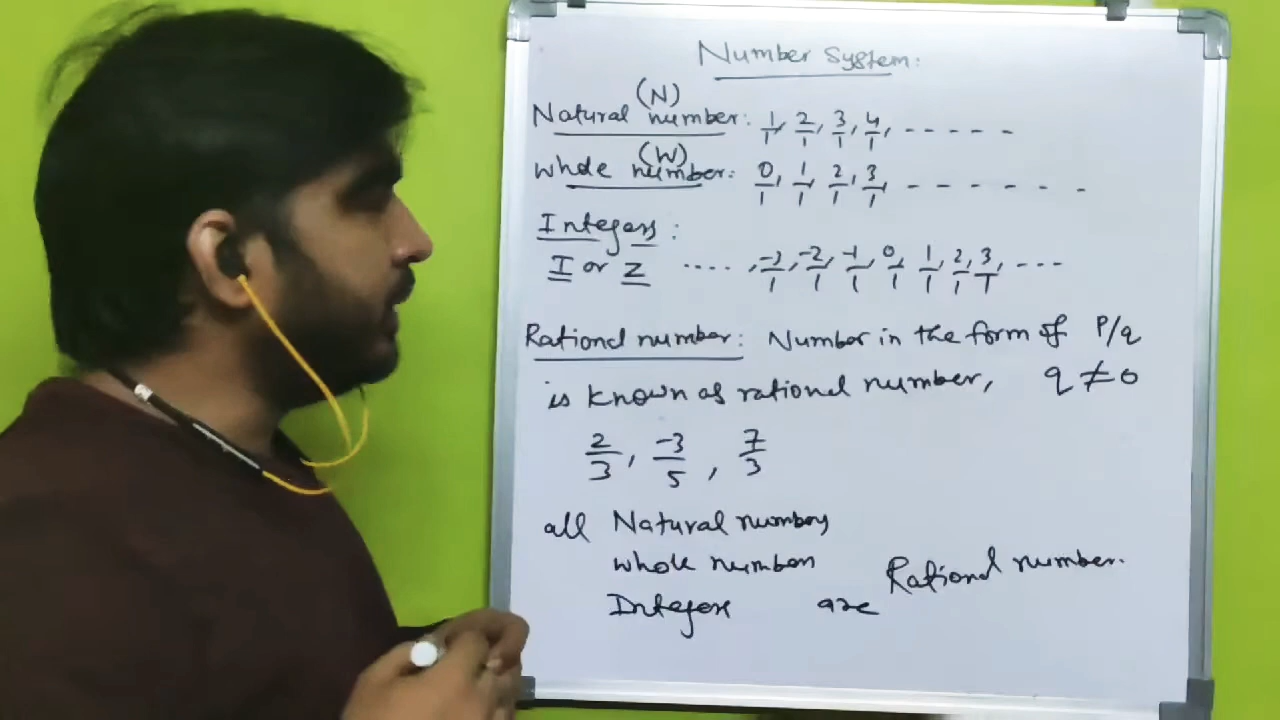 Number System:
(N)
Natural number: 1/1, 2/1, 3/1, 4/1, - - - - -
(W)
Whole number: 0/1, 1/1, 2/1, 3/1, - - - - - -
Integers:
I or Z ...., -3/1, -2/1, -1/1, 0/1, 1/1, 2/1, 3/1, - - -
Rational number: Number in the form of P/q
is known as rational number, q ≠ 0
2/3, -3/5, 7/3
all Natural numbers
whole numbers
Integers are Rational number.